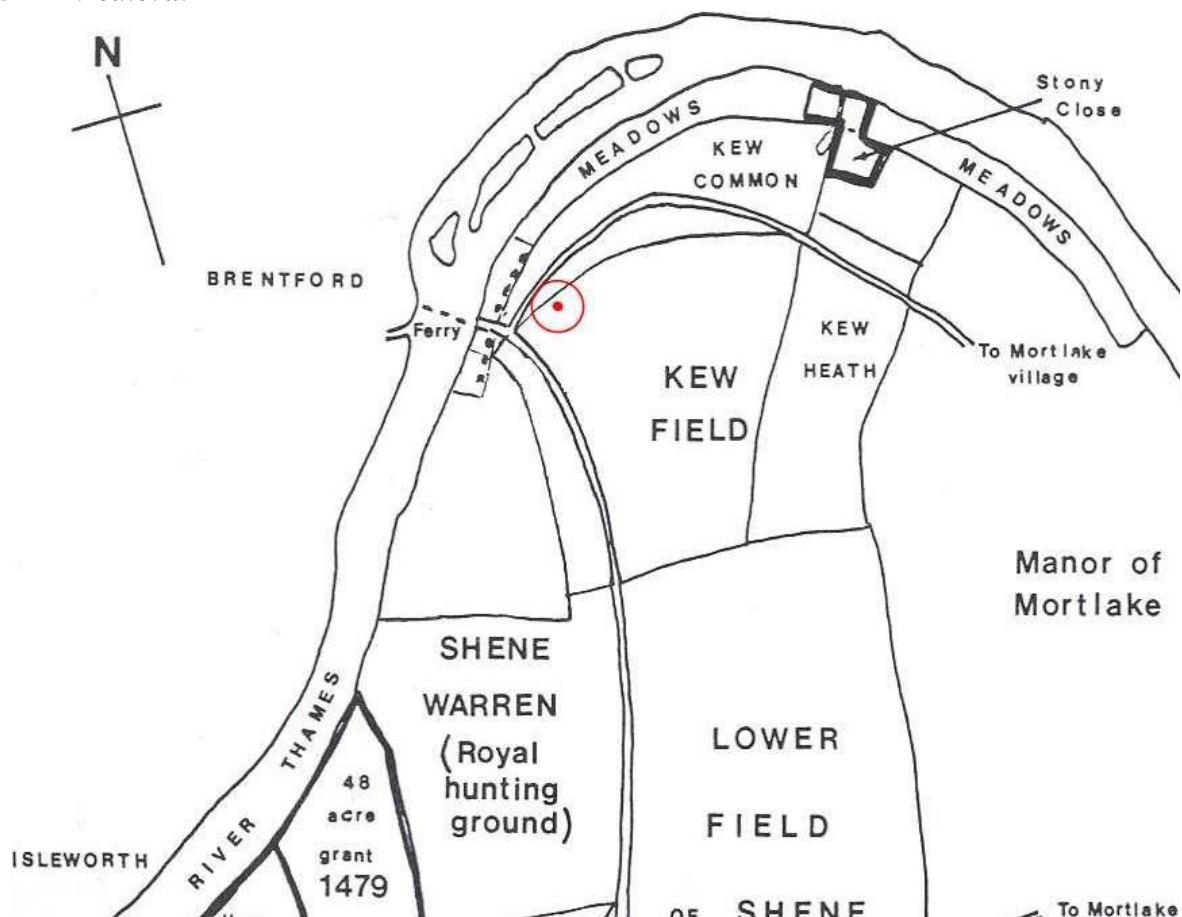 N
Stony
Close
MEADOWS
KEW
COMMON
MEADOWS
BRENTFORD
Ferry
KEW
HEATH
To Mortlake
village
KEW
FIELD
Manor of
Mortlake
SHENE
WARREN
(Royal
hunting
ground)
LOWER
FIELD
OF SHENE
RIVER THAMES
48
acre
grant
1479
ISLEWORTH
To Mortlake